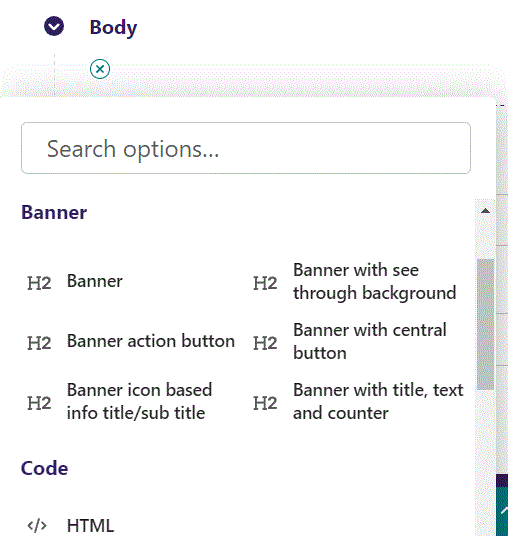 Body
Search options...
Banner
H2 Banner
H2 Banner with see
through background
H2 Banner action button
H2 Banner with central
button
H2 Banner icon based
info title/sub title
H2 Banner with title, text
and counter
Code
</> HTML